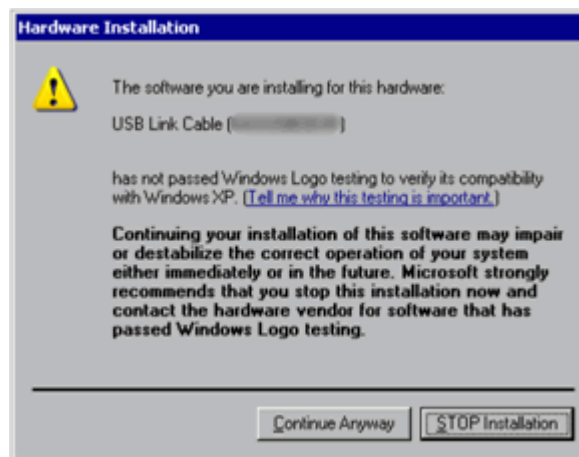 Hardware Installation
The software you are installing for this hardware:
USB Link Cable ( )
has not passed Windows Logo testing to verify its compatibility
with Windows XP. (Tell me why this testing is important.)
Continuing your installation of this software may impair
or destabilize the correct operation of your system
either immediately or in the future. Microsoft strongly
recommends that you stop this installation now and
contact the hardware vendor for software that has
passed Windows Logo testing.
Continue Anyway
STOP Installation